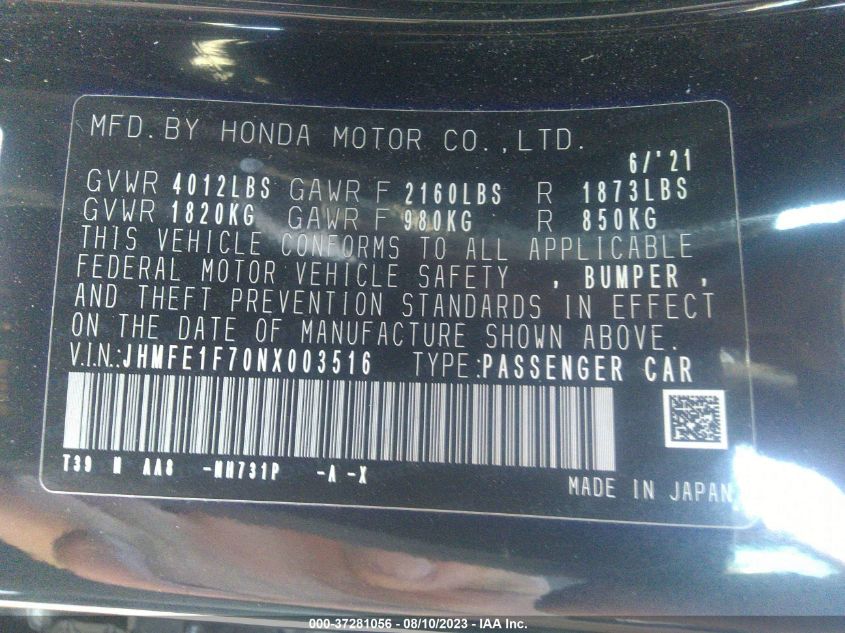 MFD. BY HONDA MOTOR CO., LTD.
6/'21
GVWR 4012LBS GAWR F 2160LBS R 1873LBS
GVWR 1820KG GAWR F 980KG R 850KG
THIS VEHICLE CONFORMS TO ALL APPLICABLE
FEDERAL MOTOR VEHICLE SAFETY , BUMPER ,
AND THEFT PREVENTION STANDARDS IN EFFECT
ON THE DATE OF MANUFACTURE SHOWN ABOVE.
V.I.N.:JHMFE1F70NX003516 TYPE:PASSENGER CAR
T39 M AA8 -NH731P -A -X
MADE IN JAPAN
000-37281056 - 08/10/2023 - IAA Inc.